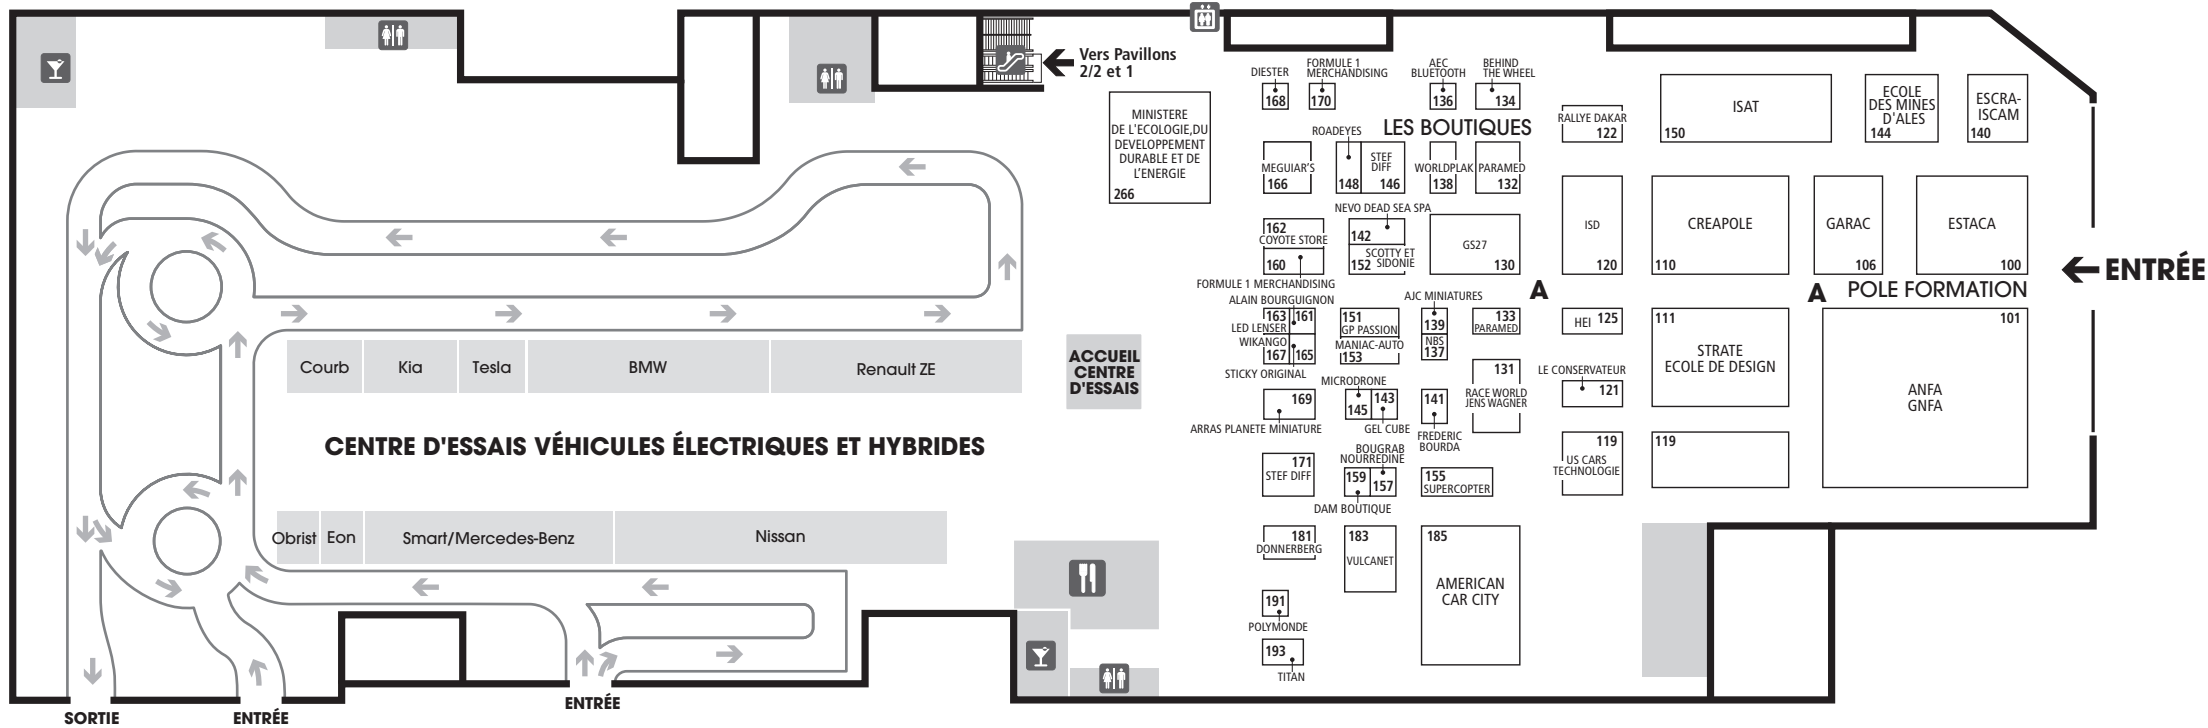 Vers Pavillons
2/2 et 1
MINISTERE
DE L'ECOLOGIE,DU
DEVELOPPEMENT
DURABLE ET DE
L'ENERGIE
266
DIESTER
168
FORMULE 1
MERCHANDISING
170
AEC
BLUETOOTH
136
BEHIND
THE WHEEL
134
LES BOUTIQUES
RALLYE DAKAR
122
ISAT
150
ECOLE
DES MINES
D'ALES
144
ESCRA-
ISCAM
140
MEGUIAR'S
166
ROADEYES
148
STEF
DIFF
146
WORLDPLAK
138
PARAMED
132
162
COYOTE STORE
160
FORMULE 1 MERCHANDISING
NEVO DEAD SEA SPA
142
SCOTTY ET
SIDONIE
152
GS27
130
ISD
120
CREAPOLE
110
GARAC
106
ESTACA
100
ENTRÉE
A
A
POLE FORMATION
ALAIN BOURGUIGNON
163
161
LED LENSER
WIKANGO
167
165
STICKY ORIGINAL
151
GP PASSION
MANIAC-AUTO
153
AJC MINIATURES
139
NBS
137
133
PARAMED
HEI 125
111
STRATE
ECOLE DE DESIGN
101
ANFA
GNFA
Courb
Kia
Tesla
BMW
Renault ZE
ACCUEIL
CENTRE
D'ESSAIS
169
ARRAS PLANETE MINIATURE
MICRODRONE
145
143
GEL CUBE
141
FREDERIC
BOURDA
131
RACE WORLD
JENS WAGNER
LE CONSERVATEUR
121
CENTRE D'ESSAIS VÉHICULES ÉLECTRIQUES ET HYBRIDES
171
STEF DIFF
BOUGRAB
NOURREDINE
159
157
DAM BOUTIQUE
155
SUPERCOPTER
119
US CARS
TECHNOLOGIE
119
Obrist
Eon
Smart/Mercedes-Benz
Nissan
181
DONNERBERG
183
VULCANET
185
AMERICAN
CAR CITY
191
POLYMONDE
193
TITAN
SORTIE
ENTRÉE
ENTRÉE